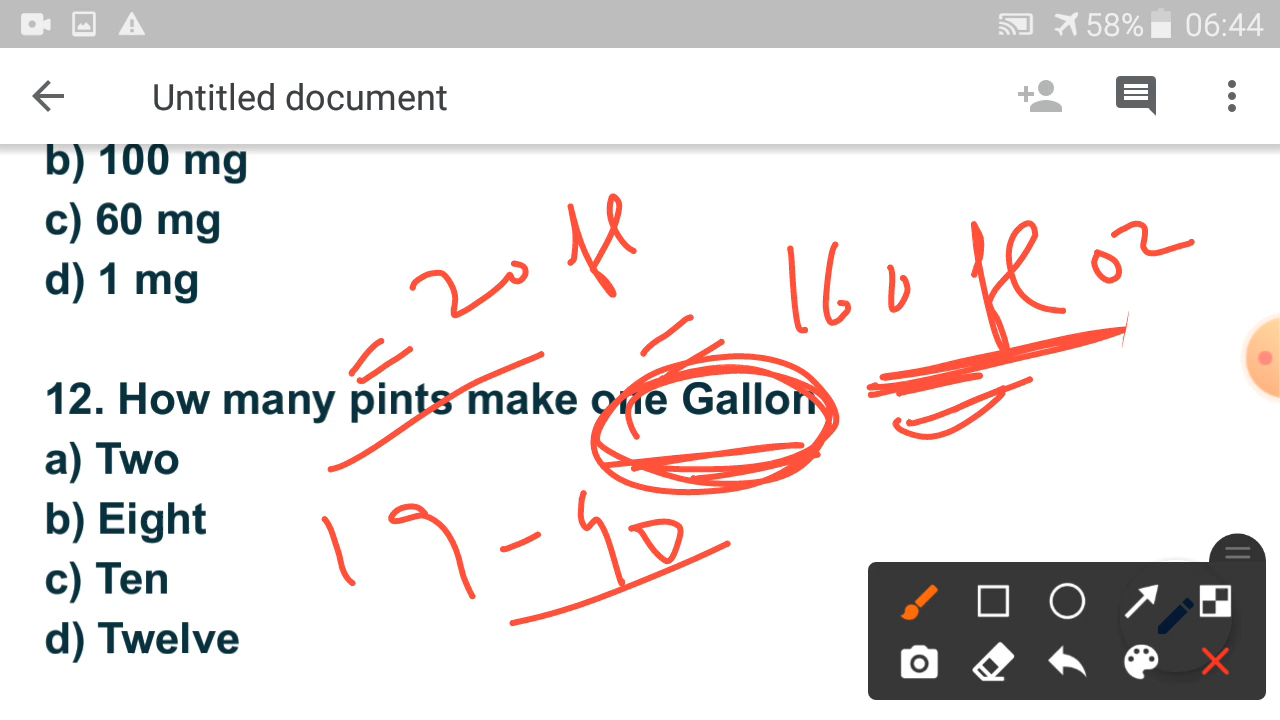 58% 06:44
Untitled document
b) 100 mg
c) 60 mg
d) 1 mg
20 fl
160 fl oz
12. How many pints make one Gallon
a) Two
b) Eight
c) Ten
d) Twelve